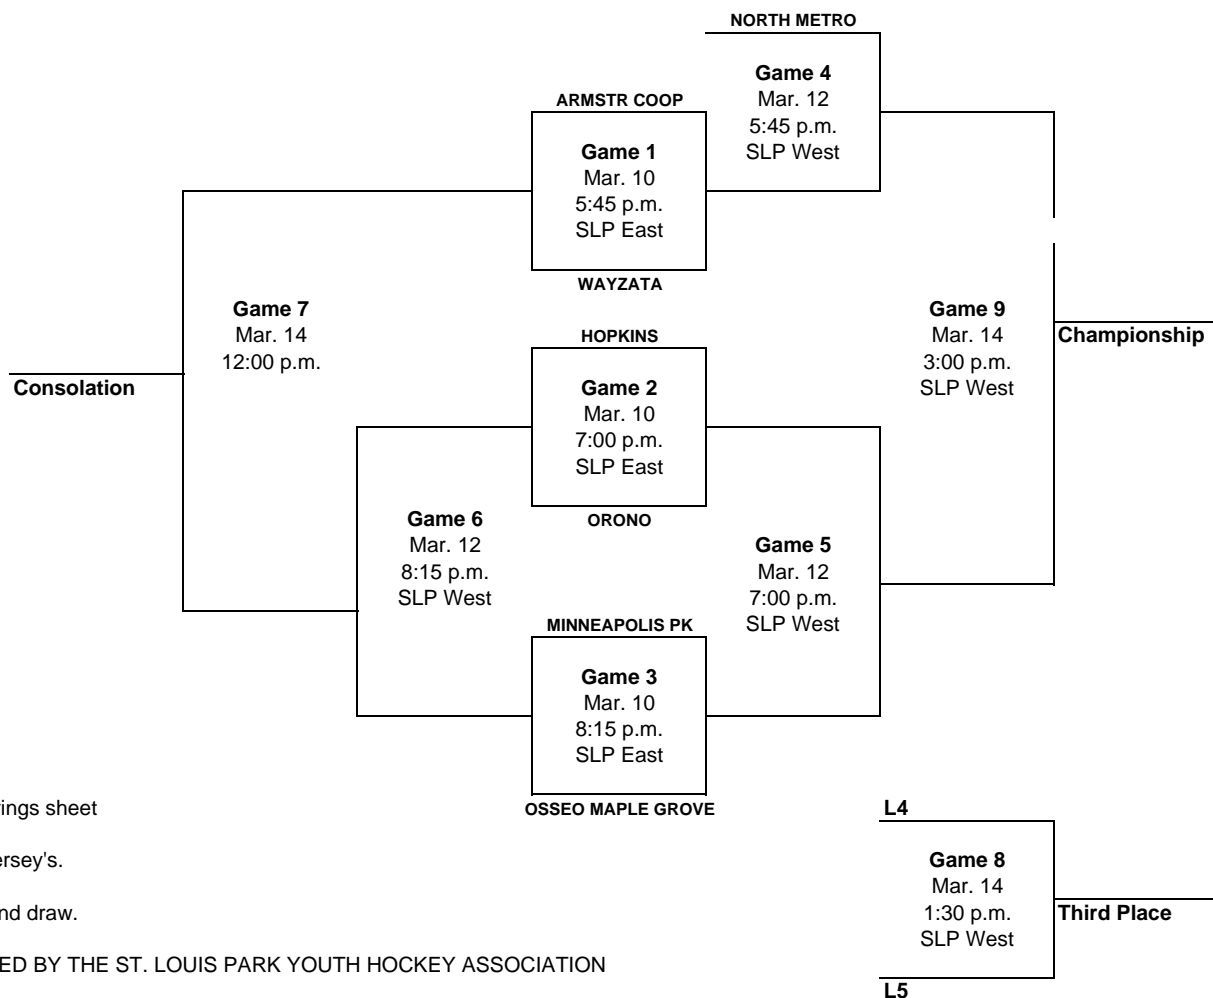 NORTH METRO
Game 4
Mar. 12
5:45 p.m.
SLP West
ARMSTR COOP
Game 1
Mar. 10
5:45 p.m.
SLP East
WAYZATA
Game 7
Mar. 14
12:00 p.m.
Consolation
HOPKINS
Game 2
Mar. 10
7:00 p.m.
SLP East
ORONO
Game 9
Mar. 14
3:00 p.m.
SLP West
Championship
Game 6
Mar. 12
8:15 p.m.
SLP West
Game 5
Mar. 12
7:00 p.m.
SLP West
MINNEAPOLIS PK
Game 3
Mar. 10
8:15 p.m.
SLP East
OSSEO MAPLE GROVE
L4
Game 8
Mar. 14
1:30 p.m.
SLP West
Third Place
L5
sheet
draw.
BY THE ST. LOUIS PARK YOUTH HOCKEY ASSOCIATION